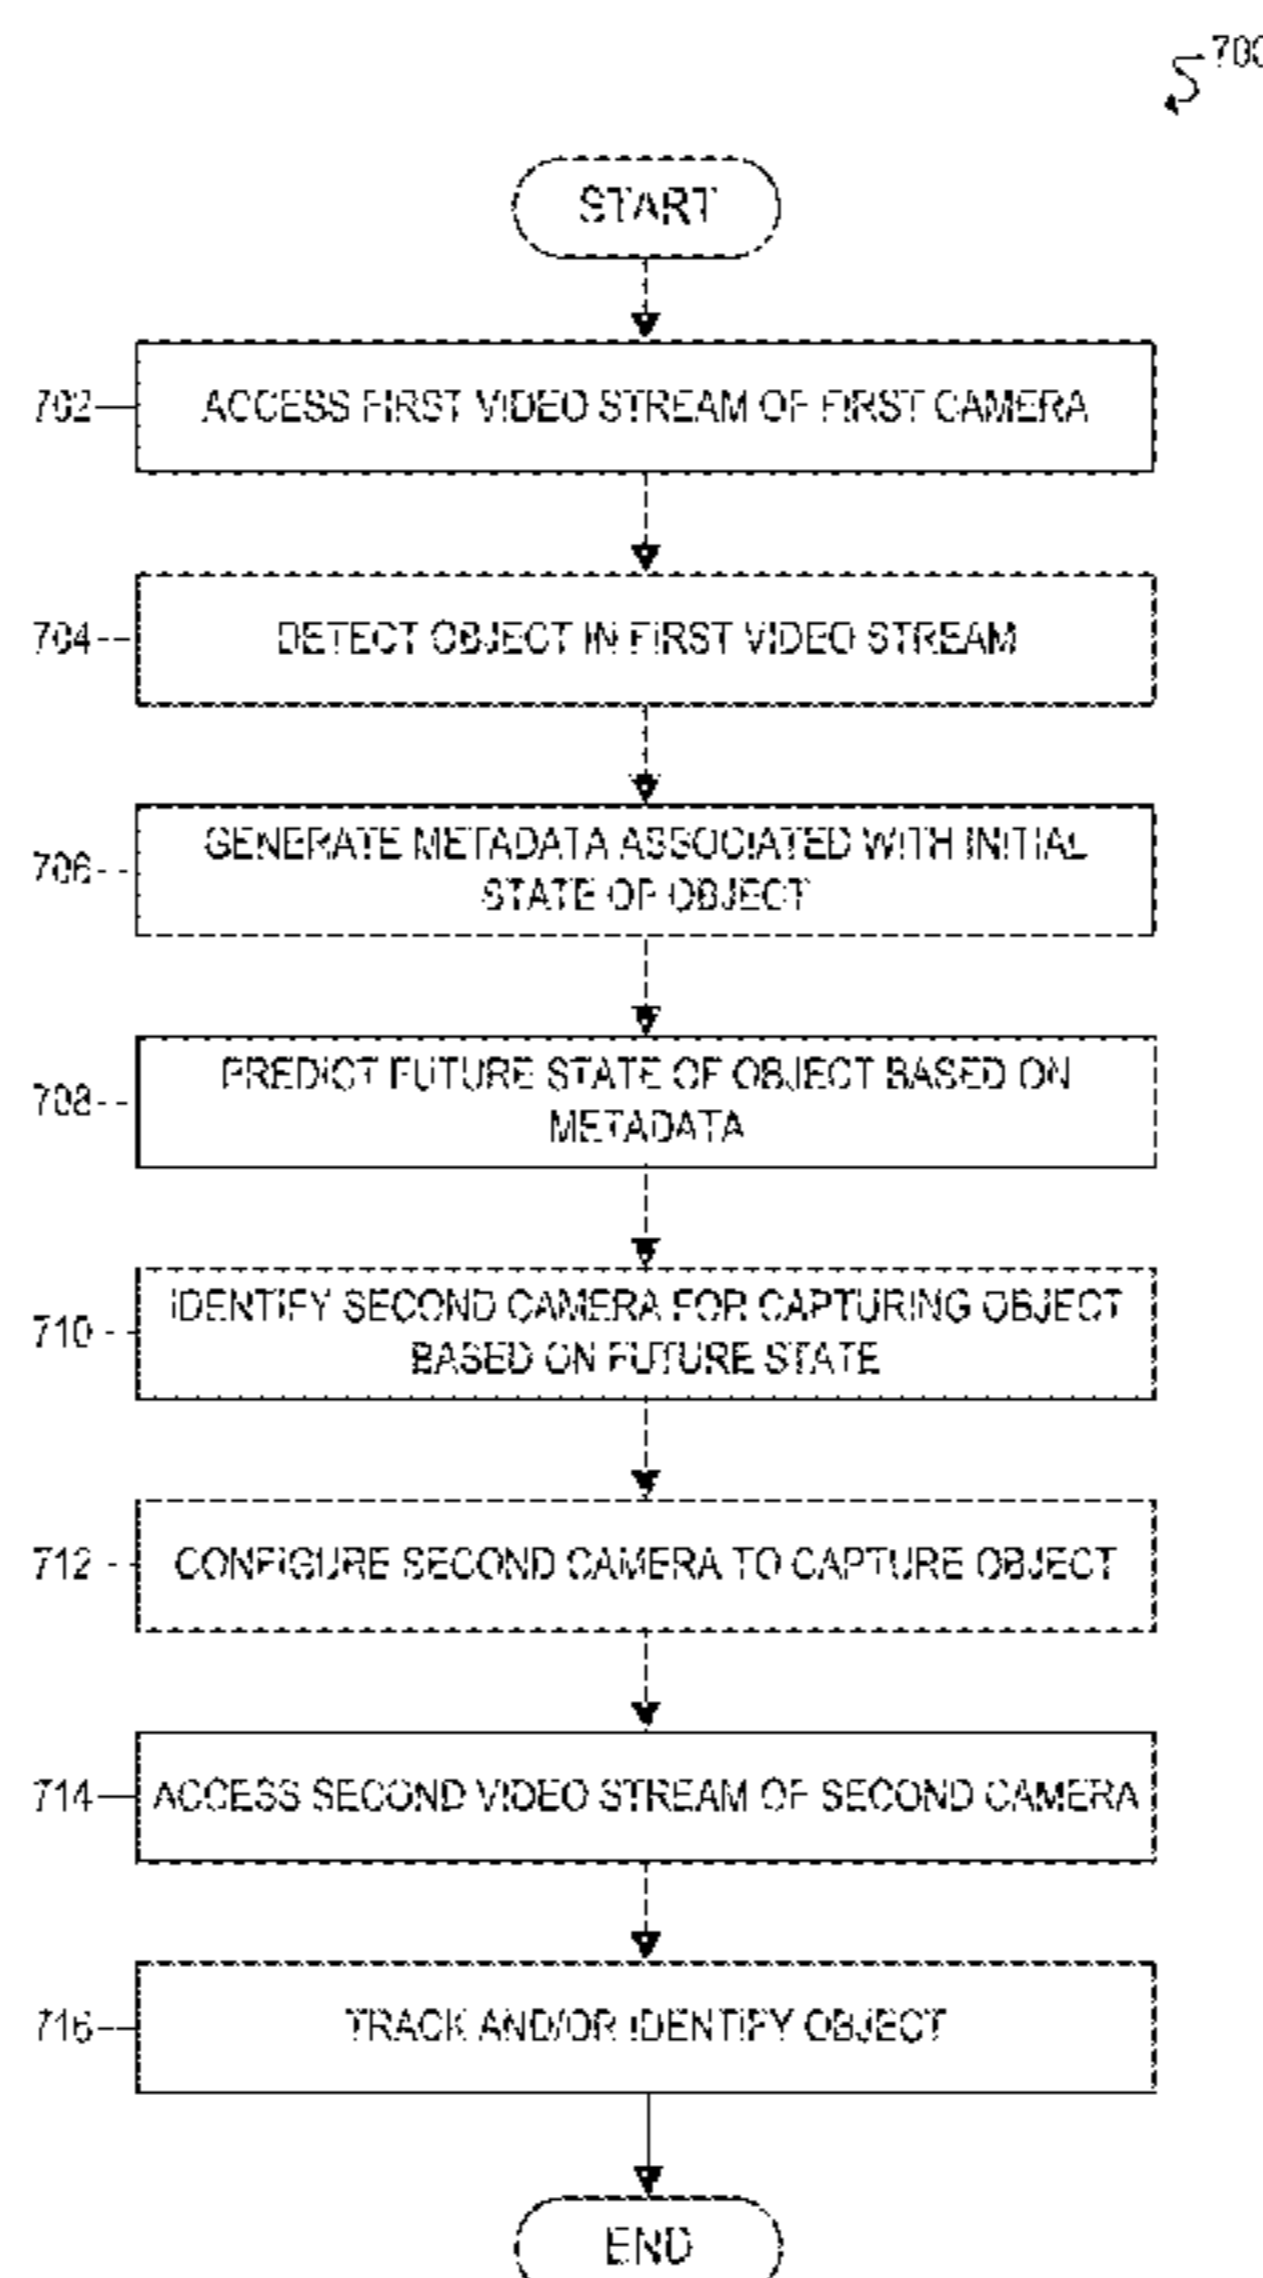 700
START
702
ACCESS FIRST VIDEO STREAM OF FIRST CAMERA
704
DETECT OBJECT IN FIRST VIDEO STREAM
706
GENERATE METADATA ASSOCIATED WITH INITIAL
STATE OF OBJECT
708
PREDICT FUTURE STATE OF OBJECT BASED ON
METADATA
710
IDENTIFY SECOND CAMERA FOR CAPTURING OBJECT
BASED ON FUTURE STATE
712
CONFIGURE SECOND CAMERA TO CAPTURE OBJECT
714
ACCESS SECOND VIDEO STREAM OF SECOND CAMERA
716
TRACK AND/OR IDENTIFY OBJECT
END